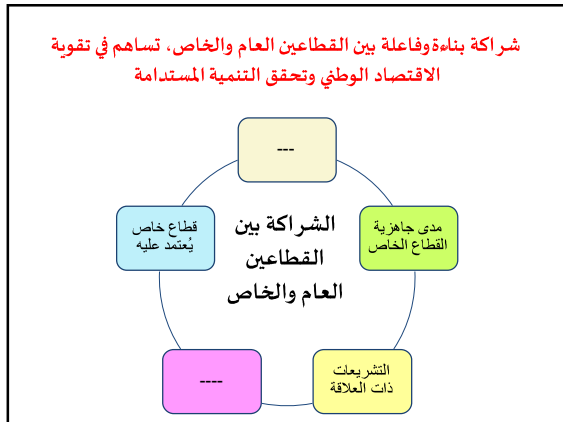 شراكة بناءة وفاعلة بين القطاعين العام والخاص، تساهم في تقوية
الاقتصاد الوطني وتحقق التنمية المستدامة
---
مدى جاهزية
القطاع الخاص
التشريعات
ذات العلاقة
----
قطاع خاص
يُعتمد عليه
الشراكة بين
القطاعين
العام والخاص